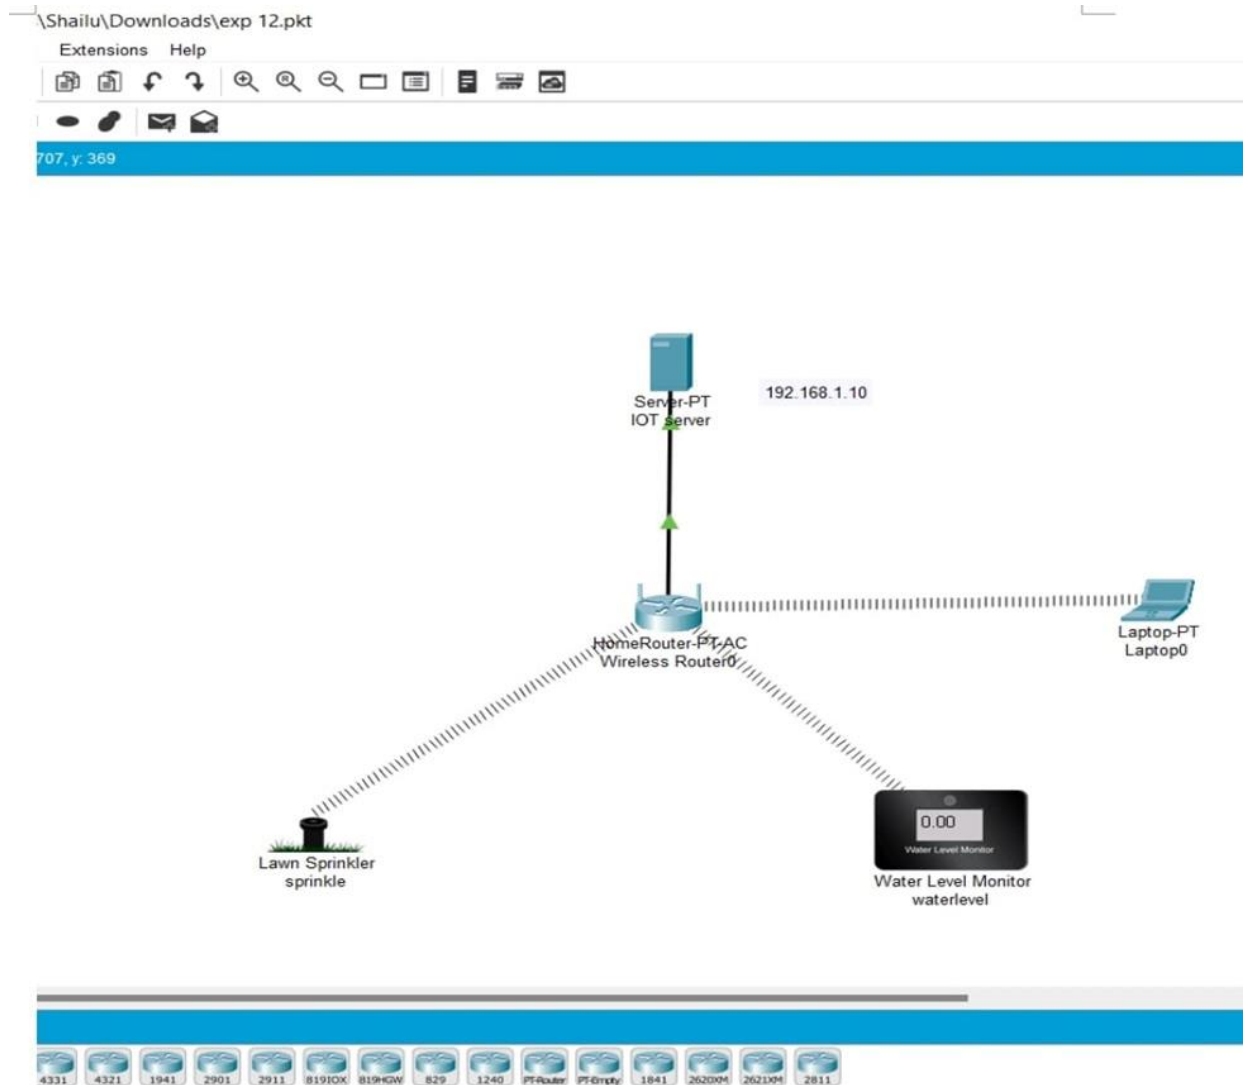 \Shailu\Downloads\exp 12.pkt
Extensions Help
707, y: 369
192.168.1.10
Server-PT
IOT server
HomeRouter-PT-AC
Wireless Router0
Laptop-PT
Laptop0
0.00
Water Level Monitor
Lawn Sprinkler
sprinkle
Water Level Monitor
waterlevel
4331 4321 1941 2901 2911 819IOX 819HGW 829 1240 PT-Router PT-Empty 1841 2620XM 2621XM 2811